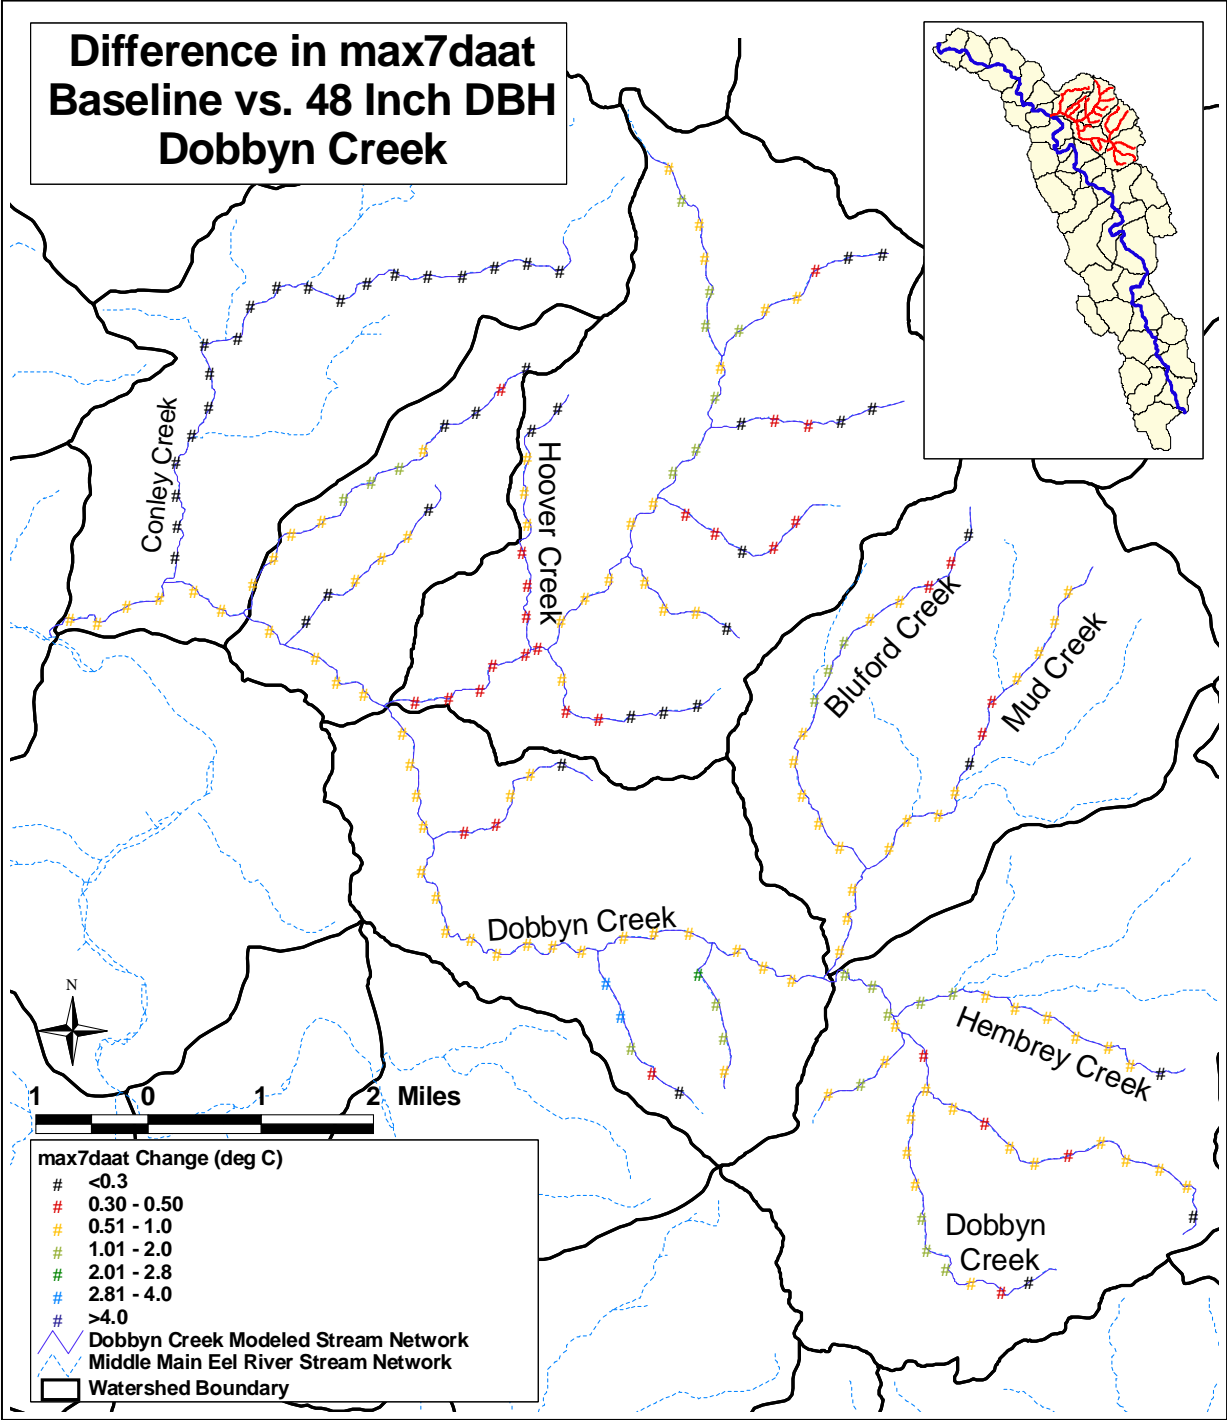 Difference in max7daat
Baseline vs. 48 Inch DBH
Dobbyn Creek
Conley Creek
Hoover Creek
Bluford Creek
Mud Creek
Dobbyn Creek
Hembrey Creek
Dobbyn
Creek
N
1 0 1 2 Miles
max7daat Change (deg C)
# <0.3
# 0.30 - 0.50
# 0.51 - 1.0
# 1.01 - 2.0
# 2.01 - 2.8
# 2.81 - 4.0
# >4.0
Dobbyn Creek Modeled Stream Network
Middle Main Eel River Stream Network
Watershed Boundary